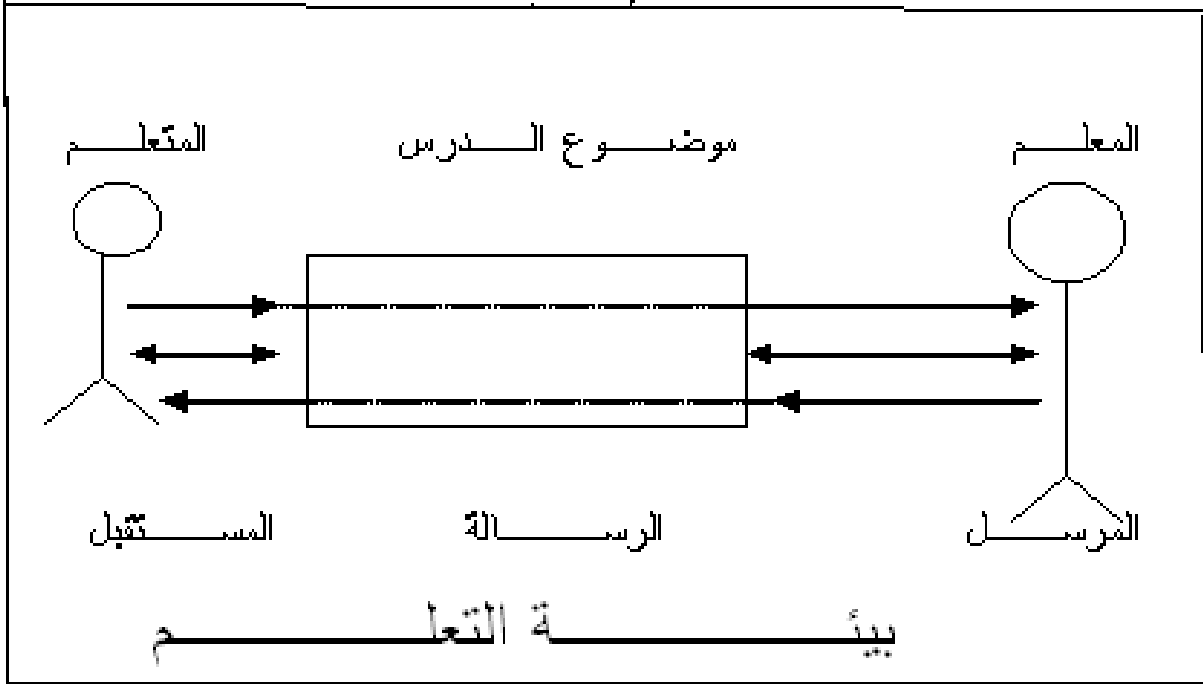 المعلم موضوع الدرس المتعلم
المرسل الرسالة المستقبل
بيئة التعلم